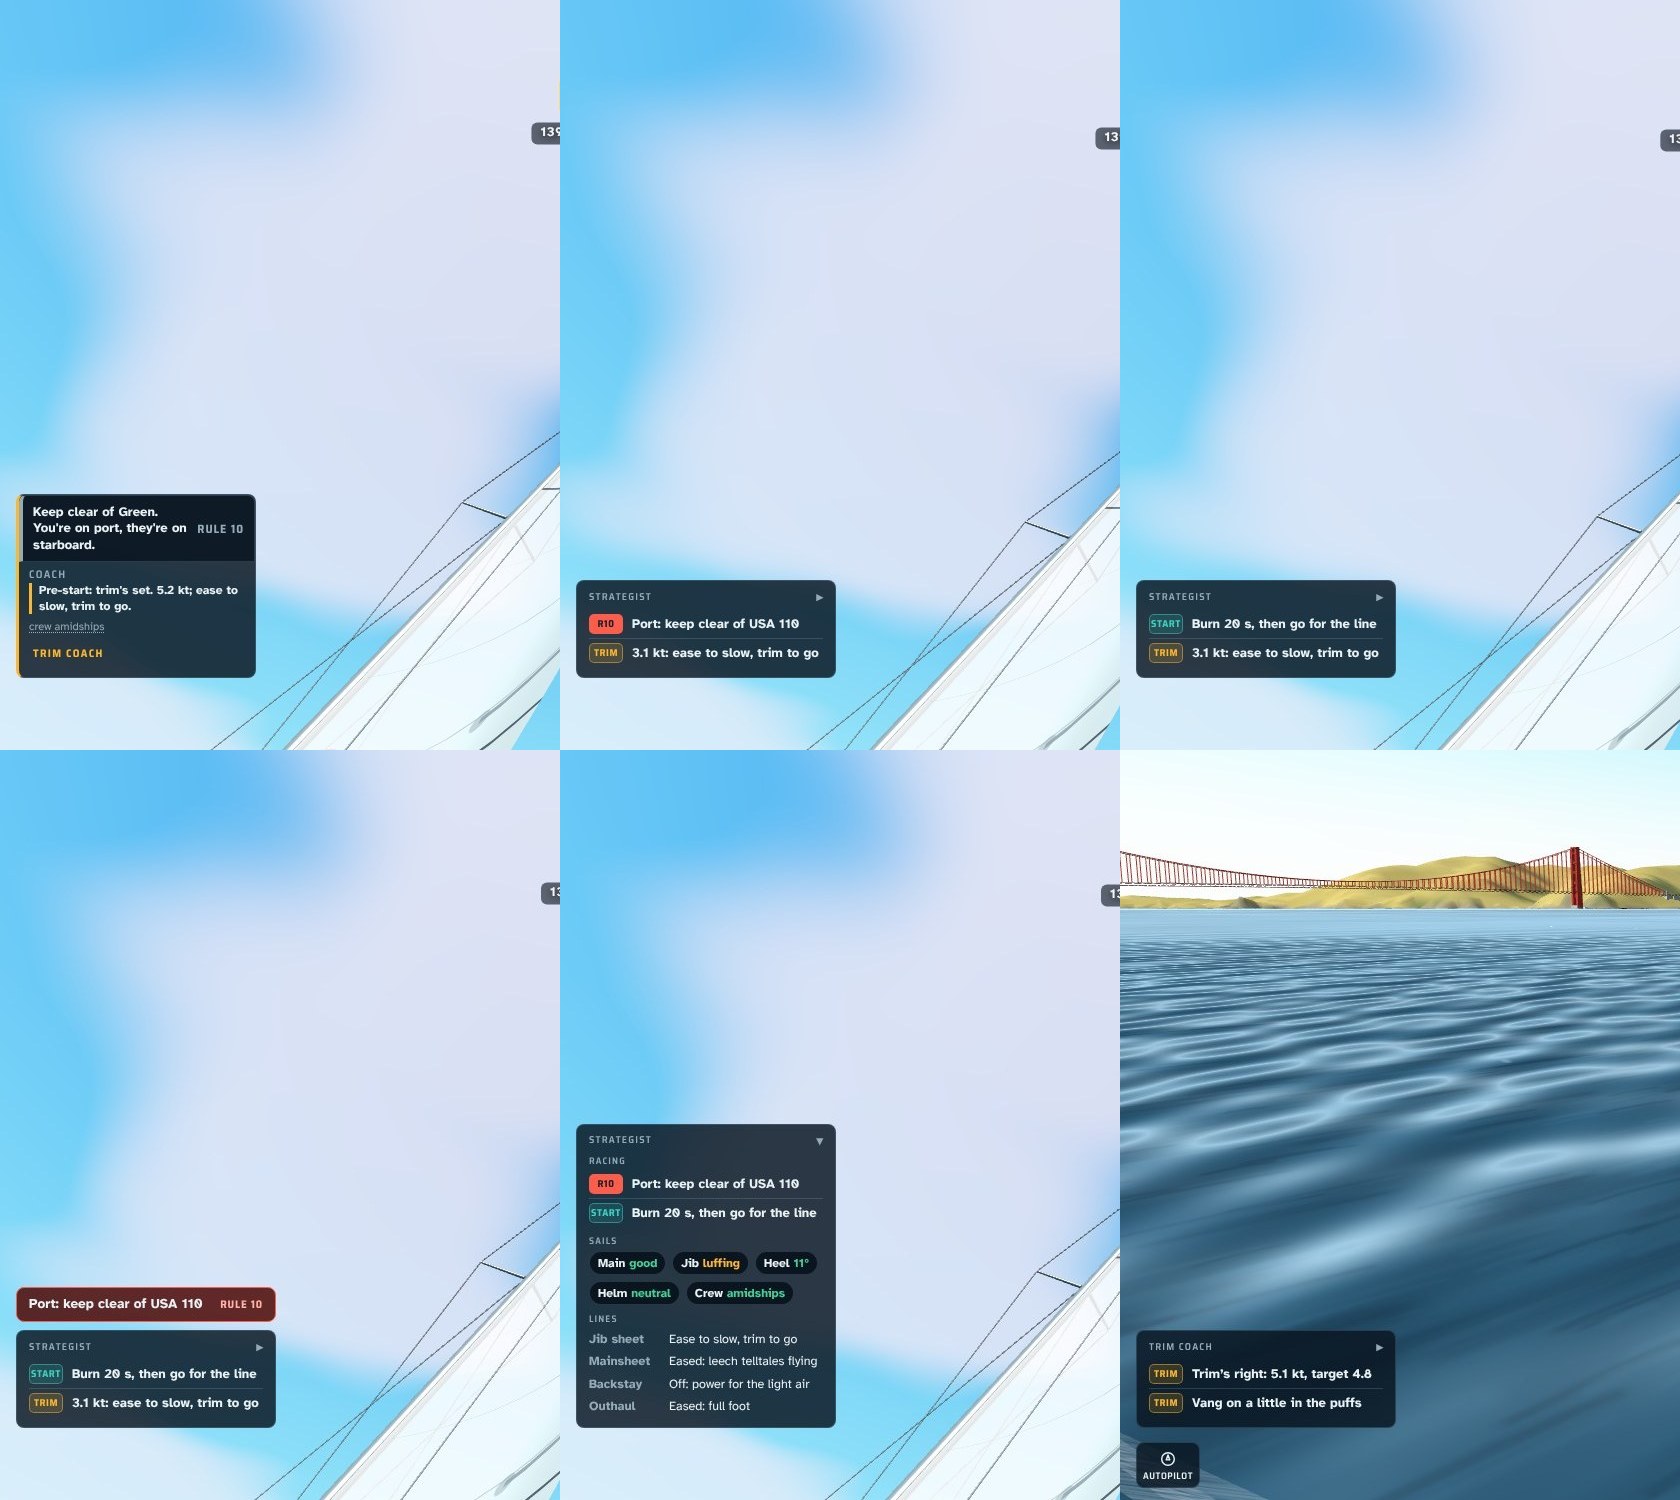 139
Keep clear of Green.
You're on port, they're on
starboard.
RULE 10
COACH
Pre-start: trim's set. 5.2 kt; ease to
slow, trim to go.
crew amidships
TRIM COACH
13
STRATEGIST ▶
R10 Port: keep clear of USA 110
TRIM 3.1 kt: ease to slow, trim to go
13
STRATEGIST ▶
START Burn 20 s, then go for the line
TRIM 3.1 kt: ease to slow, trim to go
13
Port: keep clear of USA 110 RULE 10
STRATEGIST ▶
START Burn 20 s, then go for the line
TRIM 3.1 kt: ease to slow, trim to go
13
STRATEGIST ▼
RACING
R10 Port: keep clear of USA 110
START Burn 20 s, then go for the line
SAILS
Main good Jib luffing Heel 11°
Helm neutral Crew amidships
LINES
Jib sheet Ease to slow, trim to go
Mainsheet Eased: leech telltales flying
Backstay Off: power for the light air
Outhaul Eased: full foot
TRIM COACH ▶
TRIM Trim's right: 5.1 kt, target 4.8
TRIM Vang on a little in the puffs
AUTOPILOT